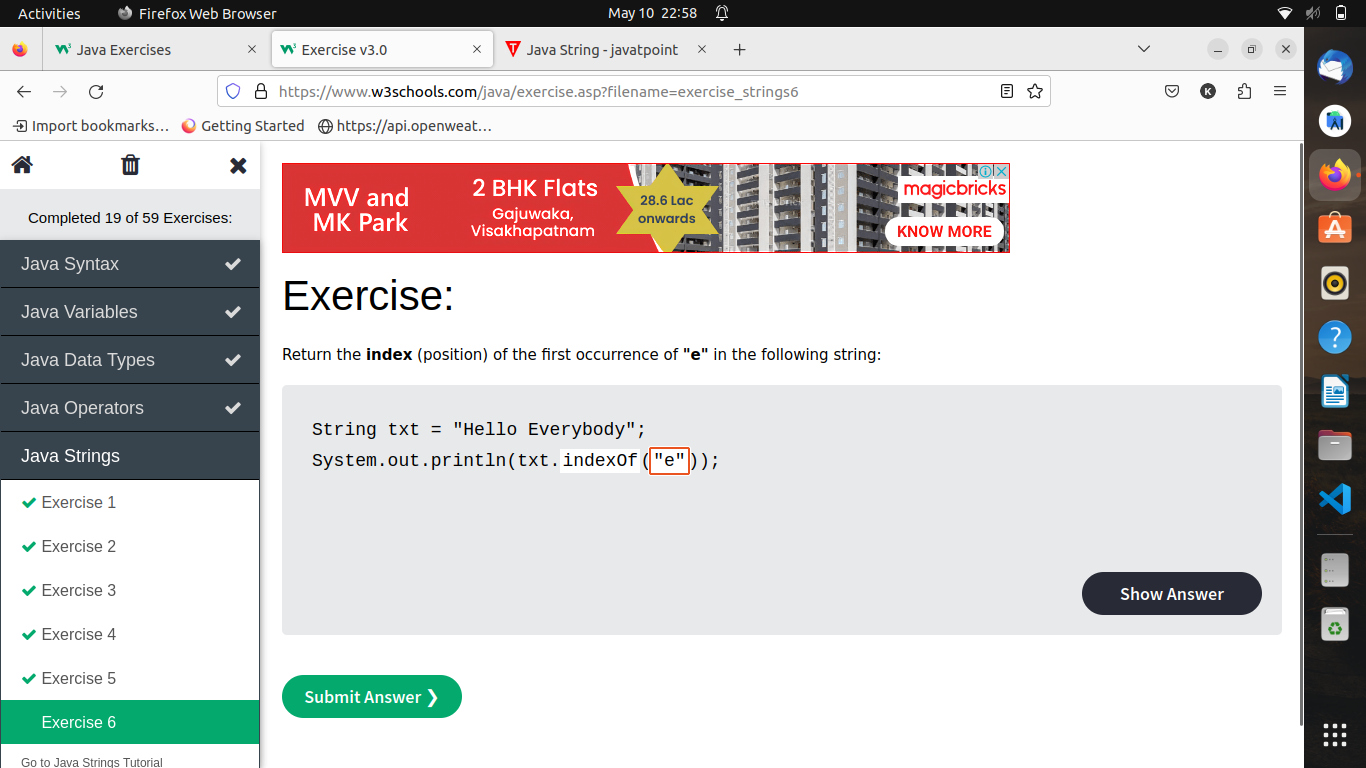 Activities
Firefox Web Browser
May 10 22:58
Java Exercises
Exercise v3.0
Java String - javatpoint
https://www.w3schools.com/java/exercise.asp?filename=exercise_strings6
K
Import bookmarks…
Getting Started
https://api.openweat…
Completed 19 of 59 Exercises:
Java Syntax
Java Variables
Java Data Types
Java Operators
Java Strings
Exercise 1
Exercise 2
Exercise 3
Exercise 4
Exercise 5
Exercise 6
Go to Java Strings Tutorial
MVV and
MK Park
2 BHK Flats
Gajuwaka,
Visakhapatnam
28.6 Lac
onwards
magicbricks
KNOW MORE
Exercise:
Return the index (position) of the first occurrence of "e" in the following string:
String txt = "Hello Everybody";
System.out.println(txt.indexOf("e"));
Show Answer
Submit Answer ❯